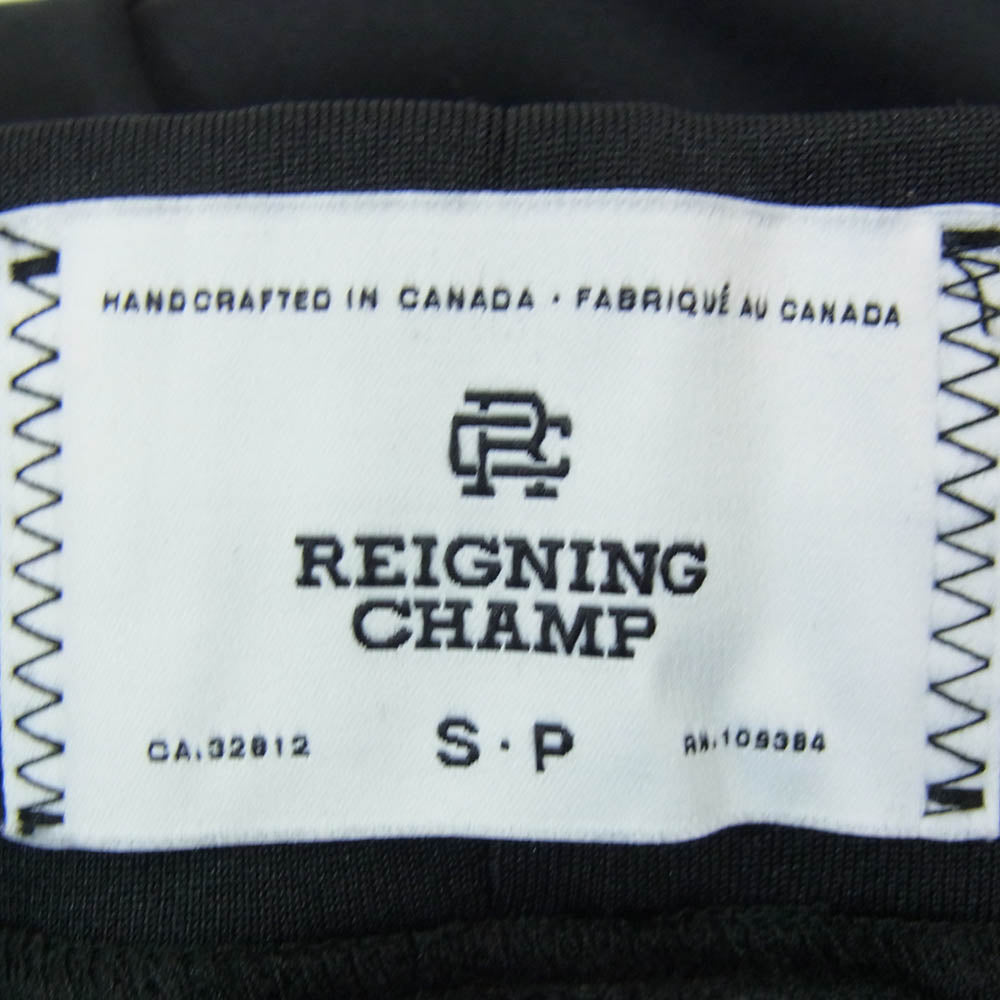 HANDCRAFTED IN CANADA · FABRIQUÉ AU CANADA
RC
REIGNING
CHAMP
CA.32812 S·P RN.109384